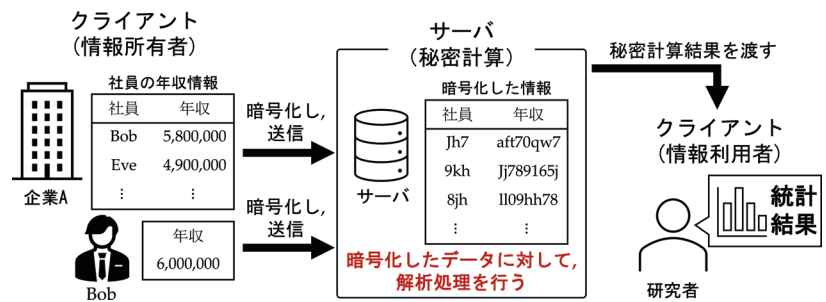 クライアント
(情報所有者)
社員の年収情報
社員 年収
Bob 5,800,000
Eve 4,900,000
⋮ ⋮
企業A
年収
6,000,000
Bob
暗号化し,
送信
暗号化し,
送信
サーバ
(秘密計算)
暗号化した情報
社員 年収
Jh7 aft70qw7
9kh Jj789165j
8jh ll09hh78
⋮ ⋮
サーバ
暗号化したデータに対して,
解析処理を行う
秘密計算結果を渡す
クライアント
(情報利用者)
統計
結果
研究者